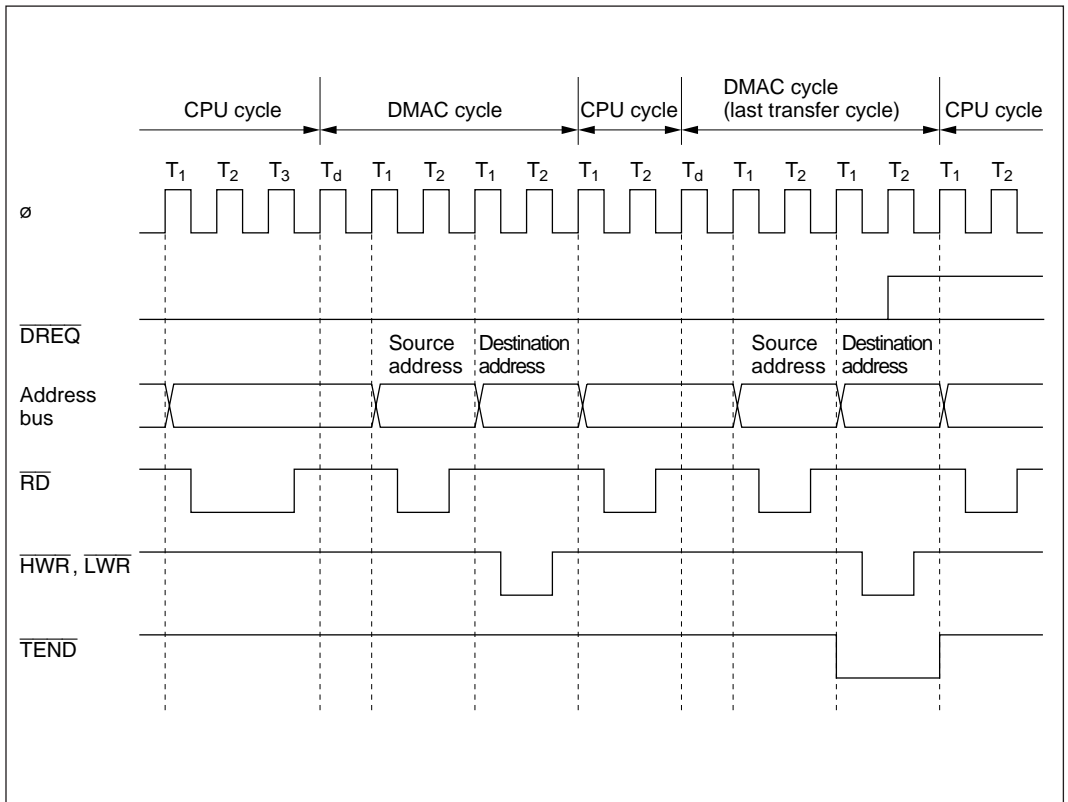 DMAC cycle
(last transfer cycle)
CPU cycle DMAC cycle CPU cycle CPU cycle
T1 T2 T3 Td T1 T2 T1 T2 T1 T2 Td T1 T2 T1 T2 T1 T2
ø
DREQ
Source address Destination address Source address Destination address
Address
bus
RD
HWR, LWR
TEND